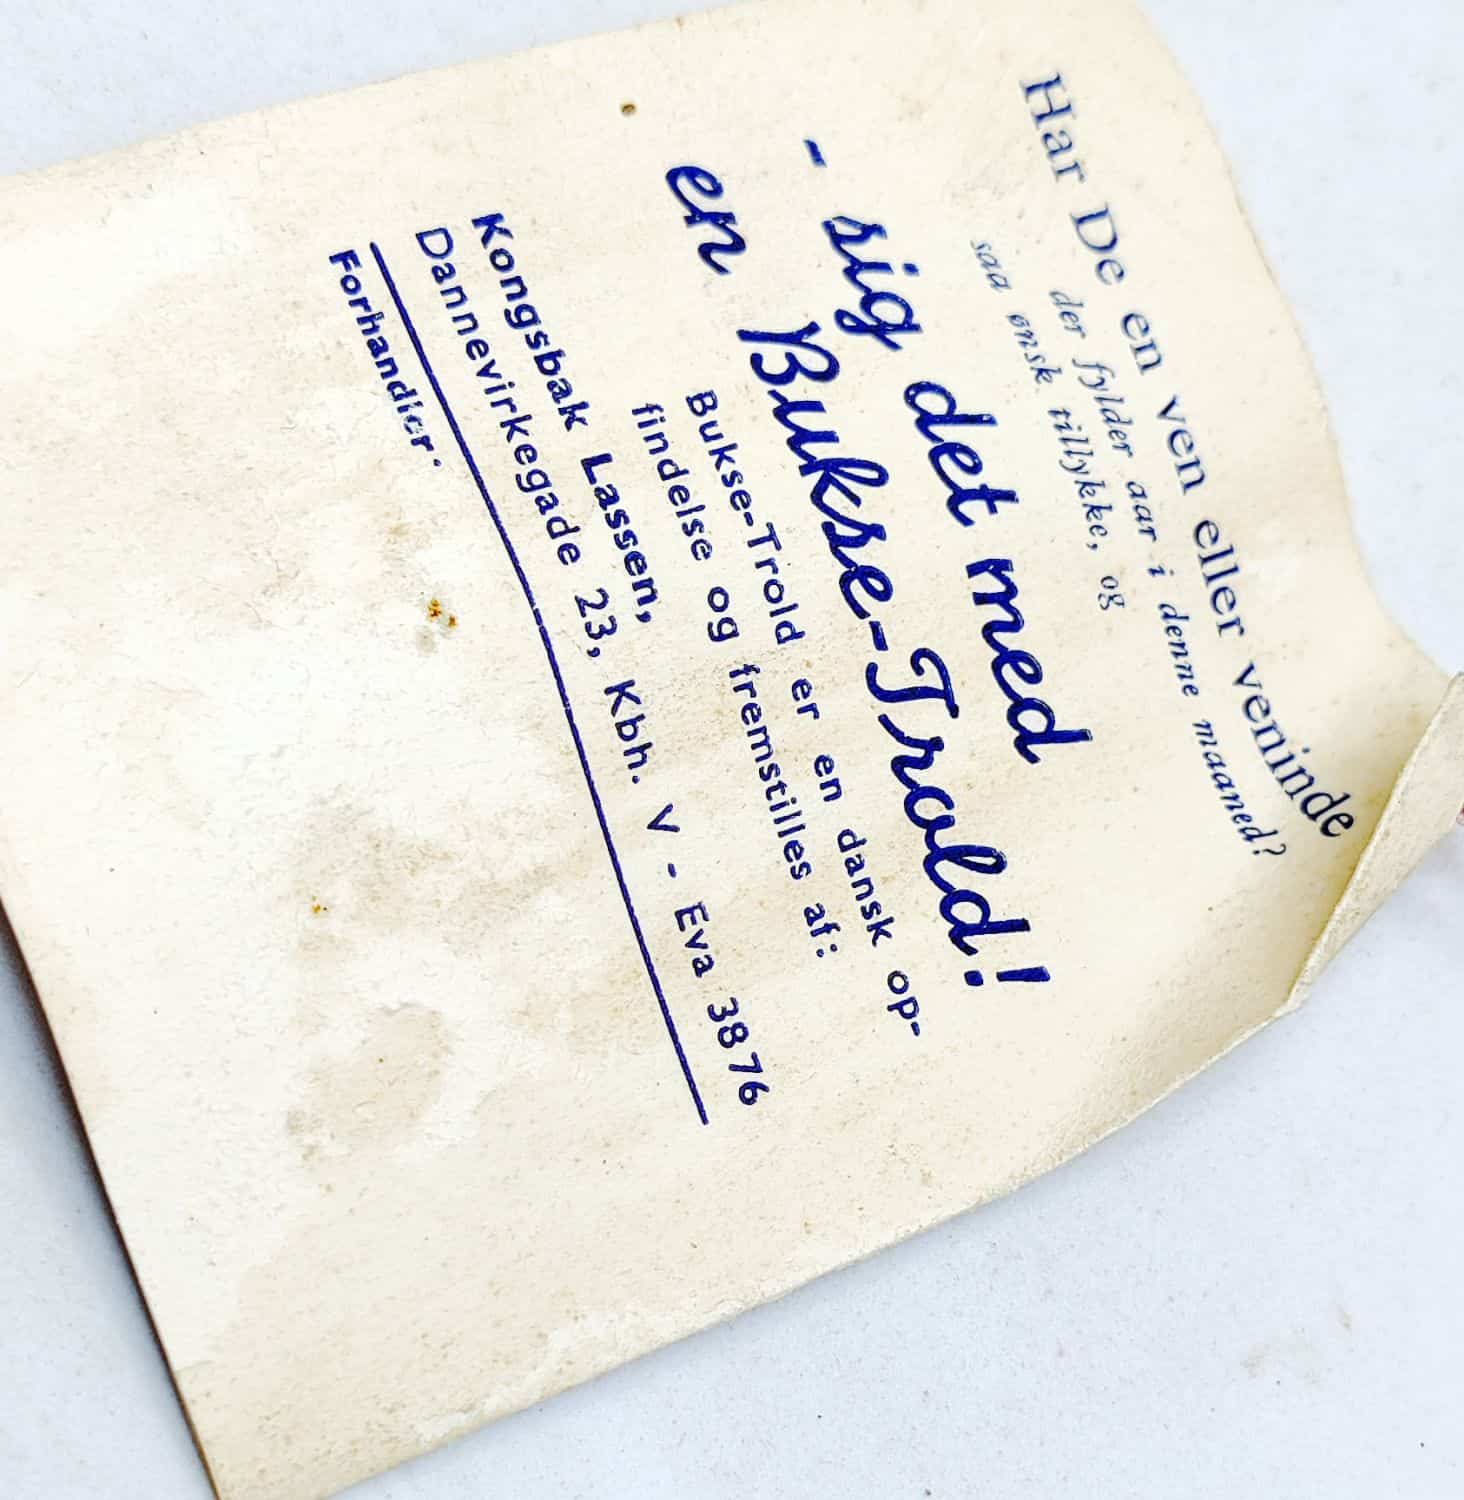 Har De en ven eller veninde
der fylder aar i denne maaned?
saa ønsk tillykke, og
- sig det med
en Bukse-Trold!
Bukse-Trold er en dansk op-
findelse og fremstilles af:
Kongsbak Lassen,
Dannevirkegade 23, Kbh. V - Eva 3876
Forhandler: